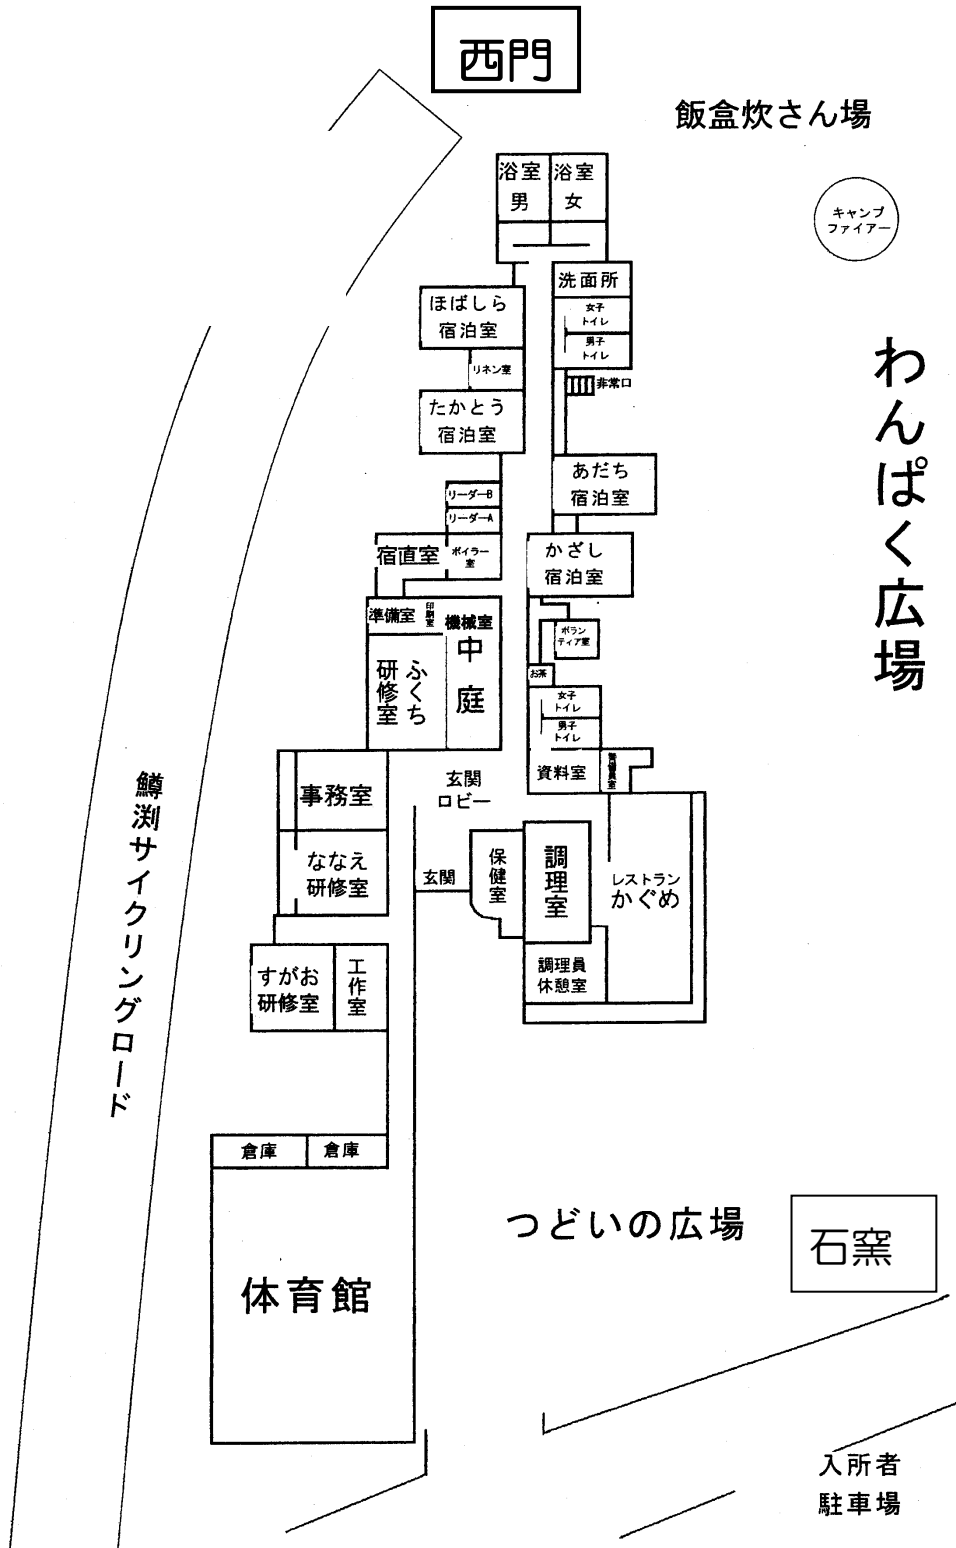 西門
飯盒炊さん場
浴室
男
浴室
女
キャンプ
ファイアー
洗面所
女子
トイレ
男子
トイレ
ほばしら
宿泊室
リネン室
非常口
たかとう
宿泊室
わんぱく広場
あだち
宿泊室
リーダーB
リーダーA
宿直室
ボイラー
室
かざし
宿泊室
準備室
印刷室
機械室
中庭
ふくち
研修室
ボラン
ティア室
お茶
女子
トイレ
男子
トイレ
資料室
警備員室
事務室
玄関
ロビー
鱒渕サイクリングロード
ななえ
研修室
玄関
保健室
調理室
レストラン
かぐめ
すがお
研修室
工作室
調理員
休憩室
倉庫
倉庫
つどいの広場
石窯
体育館
入所者
駐車場